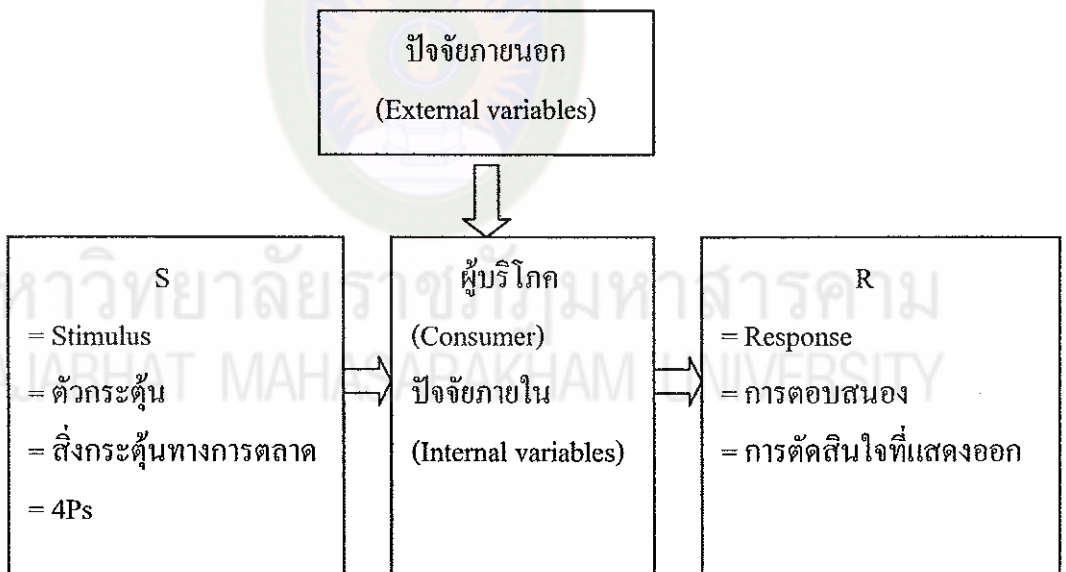 ปัจจัยภายนอก
(External variables)
S
= Stimulus
= ตัวกระตุ้น
= สิ่งกระตุ้นทางการตลาด
= 4Ps
ผู้บริโภค
(Consumer)
ปัจจัยภายใน
(Internal variables)
R
= Response
= การตอบสนอง
= การตัดสินใจที่แสดงออก
มหาวิทยาลัยราชภัฏมหาสารคาม
RAJABHAT MAHASARAKHAM UNIVERSITY